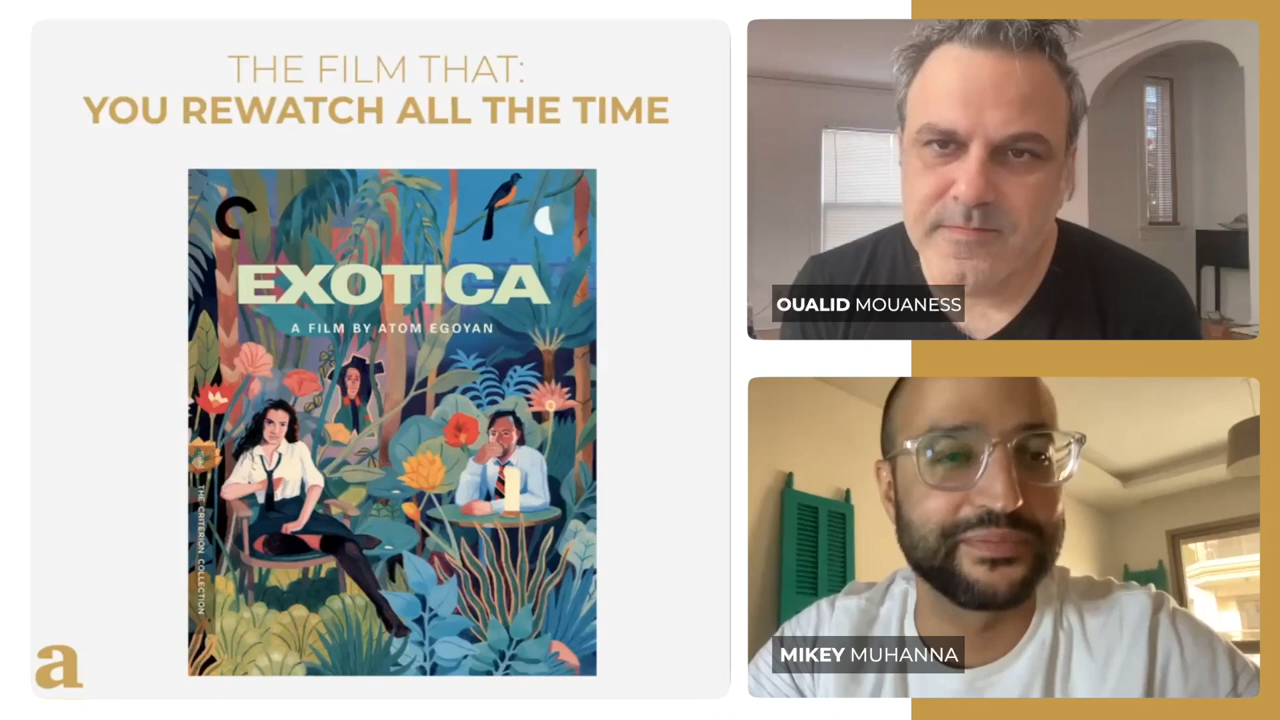 THE FILM THAT:
YOU REWATCH ALL THE TIME
EXOTICA
A FILM BY ATOM EGOYAN
THE CRITERION COLLECTION
a
OUALID MOUANESS
MIKEY MUHANNA